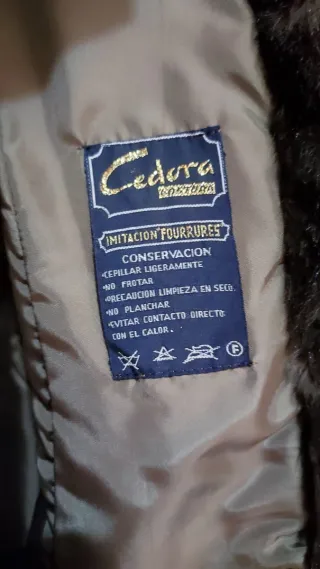 Cedora
IMITACION "FOURRURES"
CONSERVACION
CEPILLAR LIGERAMENTE
NO FROTAR
PRECAUCION LIMPIEZA EN SECO.
NO PLANCHAR
EVITAR CONTACTO DIRECTO
CON EL CALOR.
F